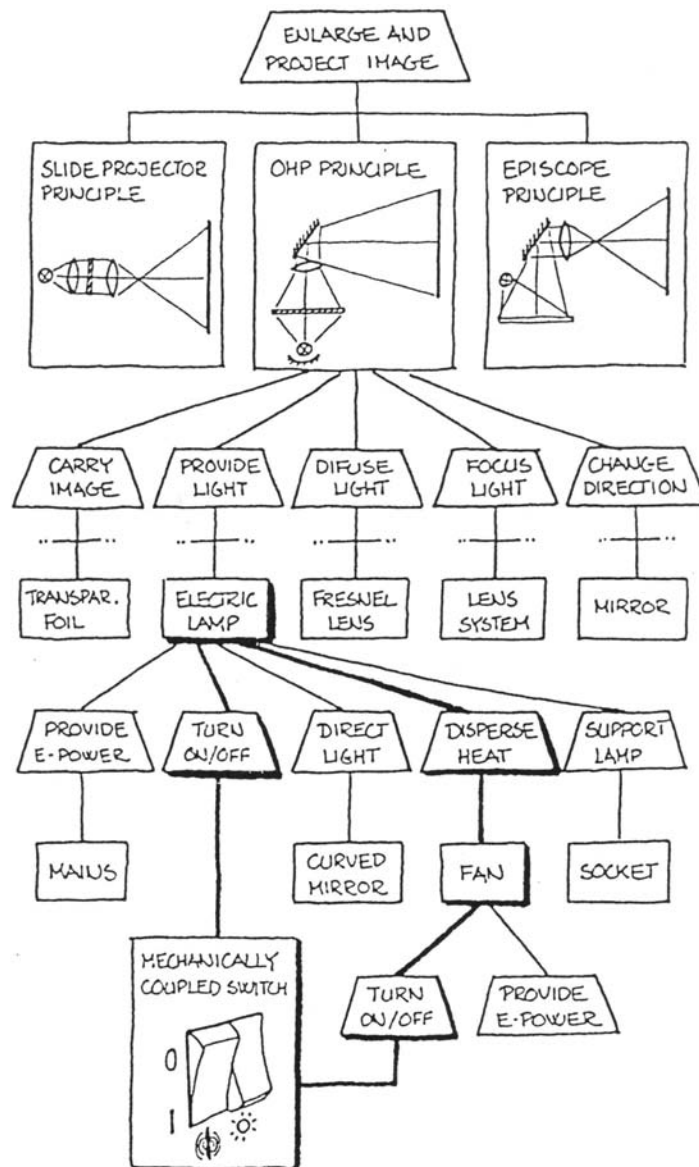 ENLARGE AND
PROJECT IMAGE
SLIDE PROJECTOR
PRINCIPLE
OHP PRINCIPLE
EPISCOPE
PRINCIPLE
CARRY
IMAGE
PROVIDE
LIGHT
DIFUSE
LIGHT
FOCUS
LIGHT
CHANGE
DIRECTION
TRANSPAR.
FOIL
ELECTRIC
LAMP
FRESNEL
LENS
LENS
SYSTEM
MIRROR
PROVIDE
E-POWER
TURN
ON/OFF
DIRECT
LIGHT
DISPERSE
HEAT
SUPPORT
LAMP
MAINS
CURVED
MIRROR
FAN
SOCKET
MECHANICALLY
COUPLED SWITCH
O
I
TURN
ON/OFF
PROVIDE
E-POWER